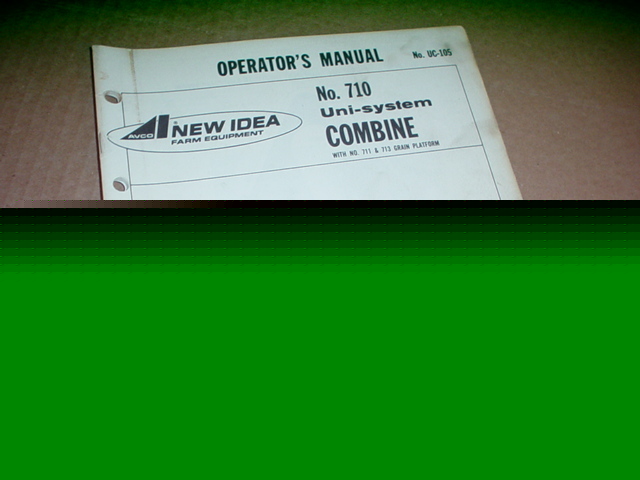 OPERATOR'S MANUAL
No. UC-105
No. 710
Uni-system
COMBINE
WITH NO. 711 & 713 GRAIN PLATFORM
AVCO
NEW IDEA
FARM EQUIPMENT